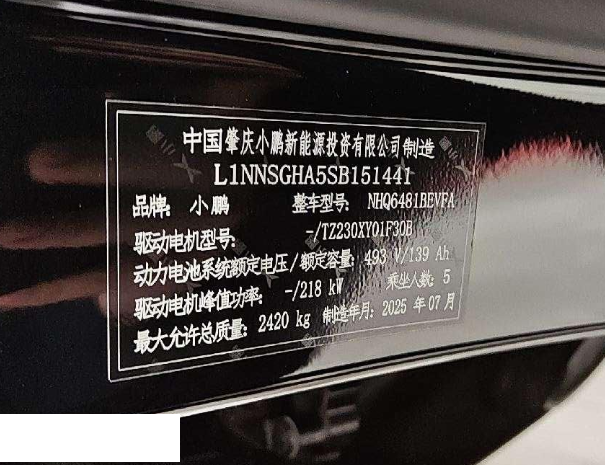 中国肇庆小鹏新能源投资有限公司制造
L1NNSGHA5SB151441
品牌: 小鹏 整车型号: NHQ6481BEVFA
驱动电机型号: -/TZ230XY01F30B
动力电池系统额定电压/额定容量: 493 V/139 Ah
驱动电机峰值功率: -/218 kW 乘坐人数: 5
最大允许总质量: 2420 kg 制造年月: 2025 年 07 月